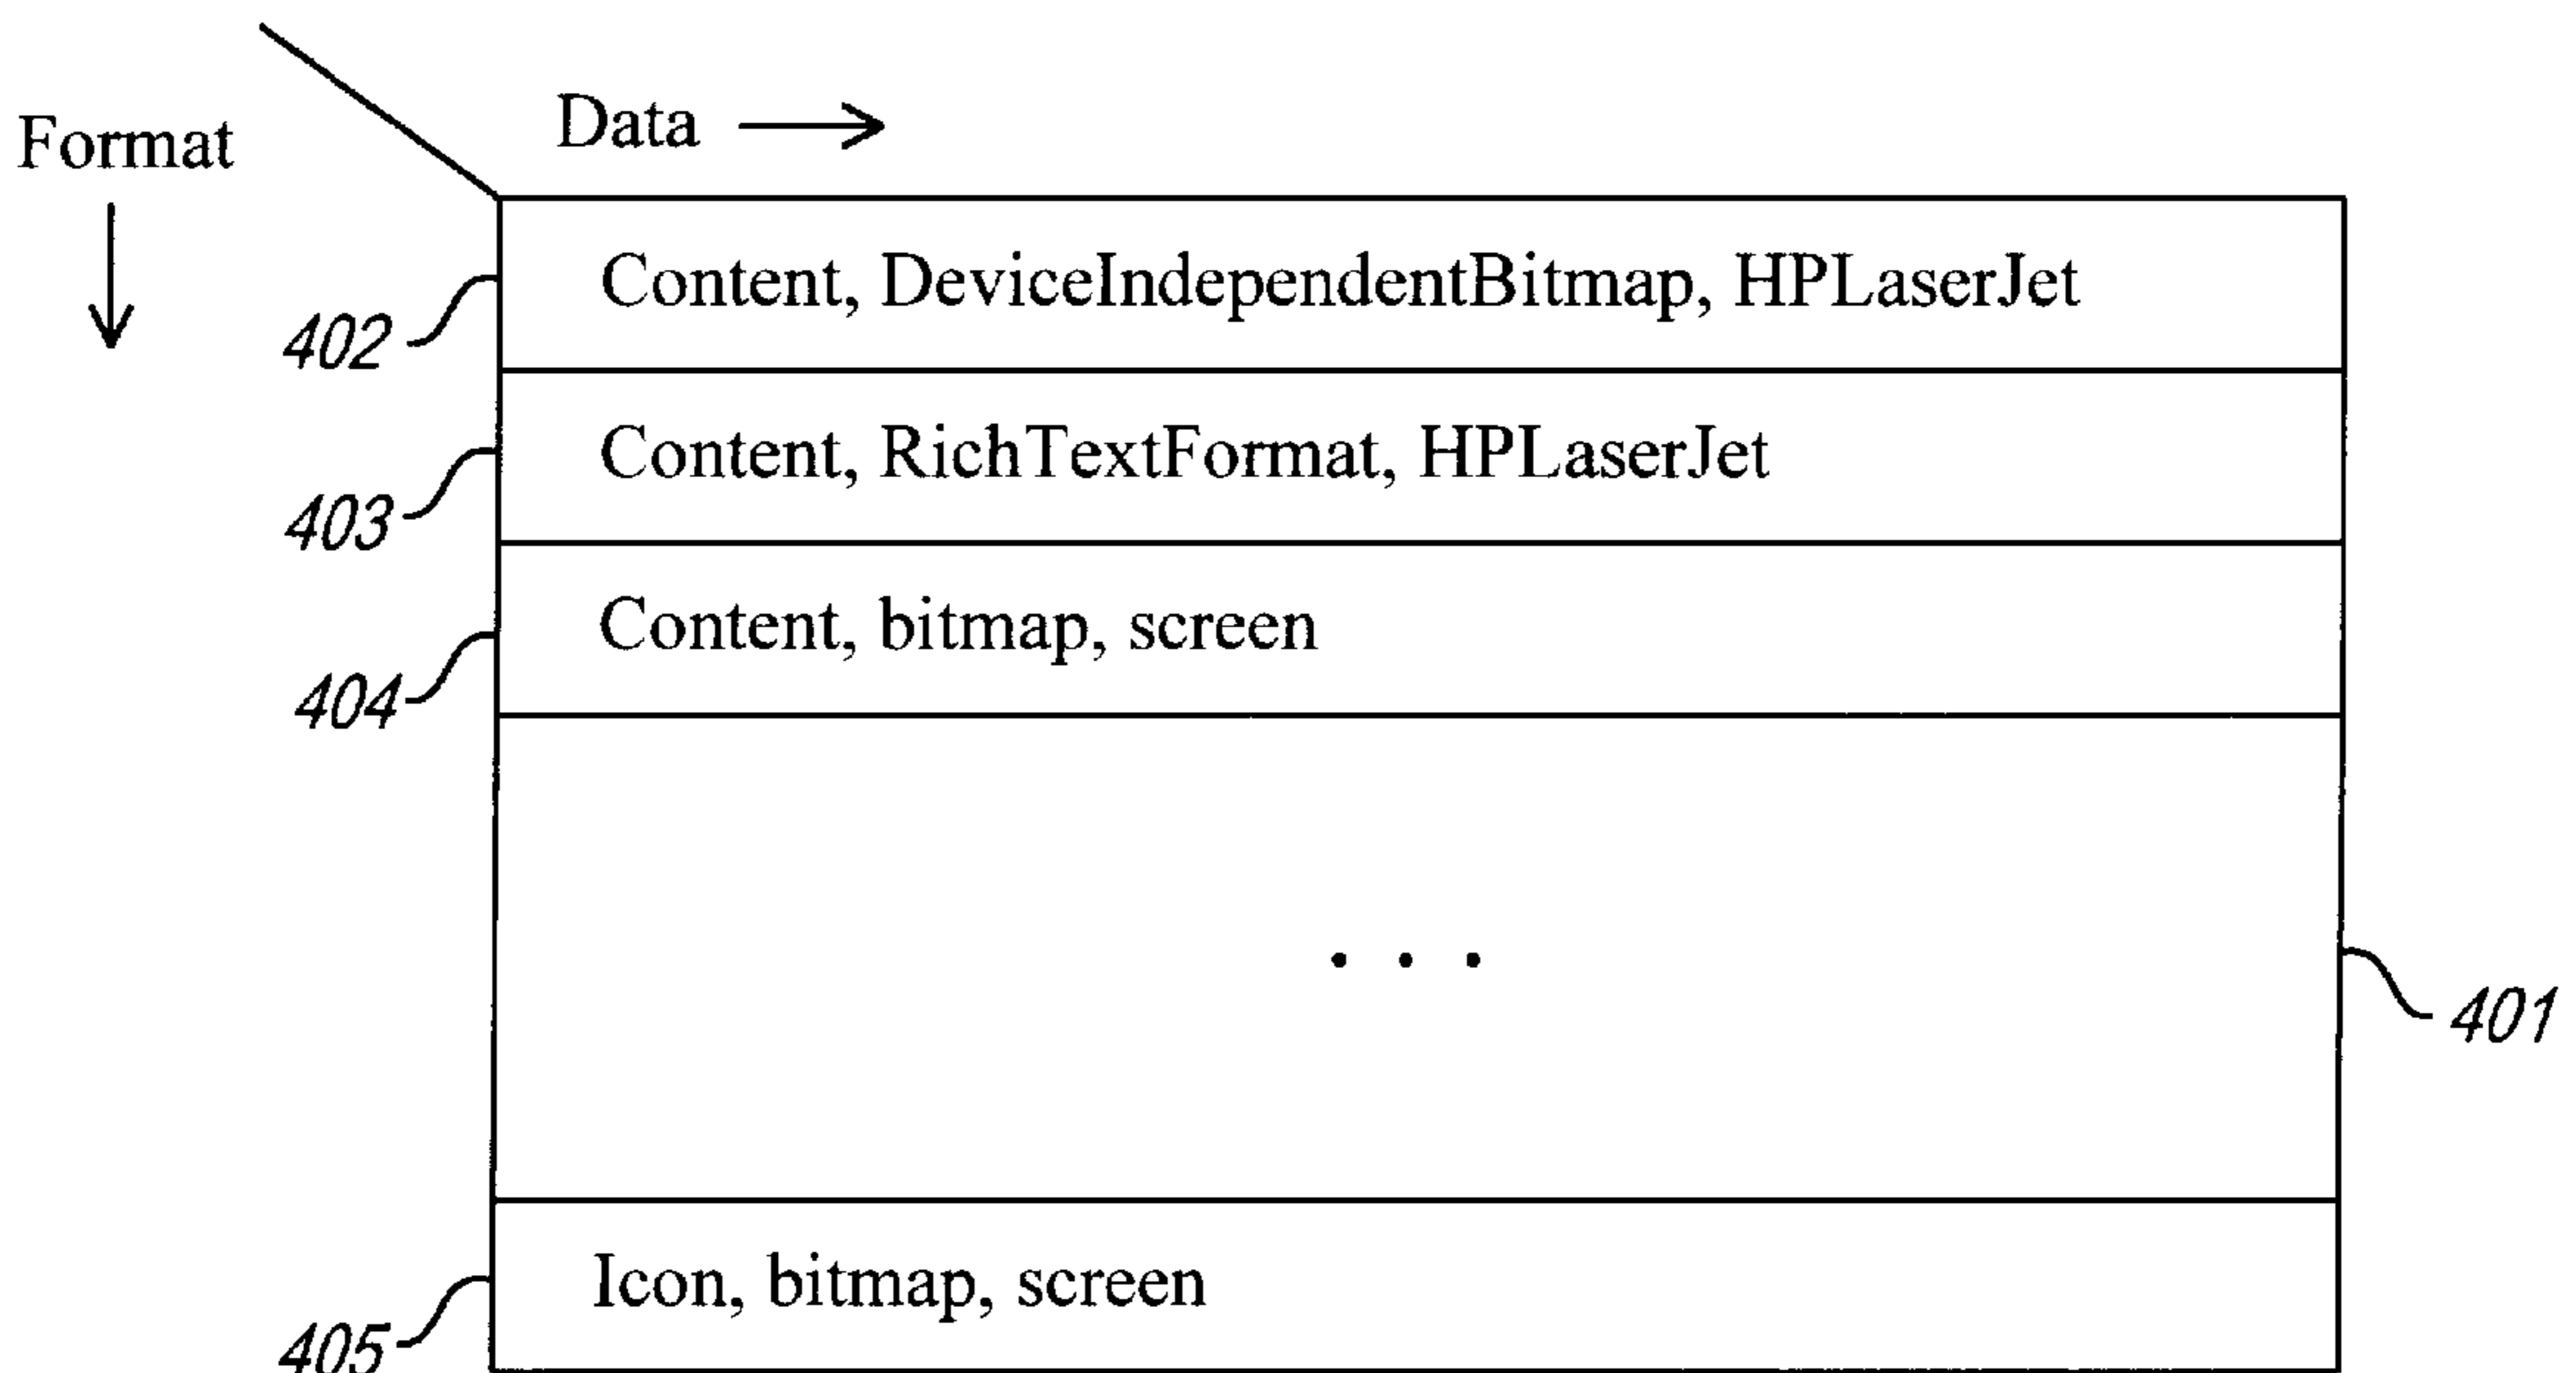 Data
Format
Content, DeviceIndependentBitmap, HPLaserJet
402
Content, RichTextFormat, HPLaserJet
403
Content, bitmap, screen
404
. . .
401
Icon, bitmap, screen
405